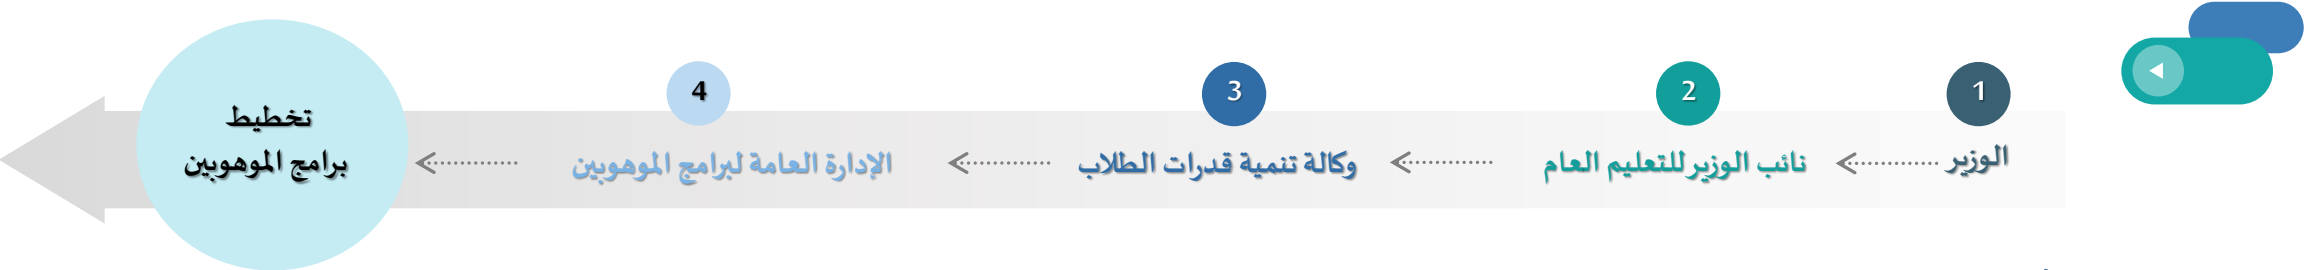 1
الوزير
2
نائب الوزير للتعليم العام
3
وكالة تنمية قدرات الطلاب
4
الإدارة العامة لبرامج الموهوبين
تخطيط
برامج الموهوبين